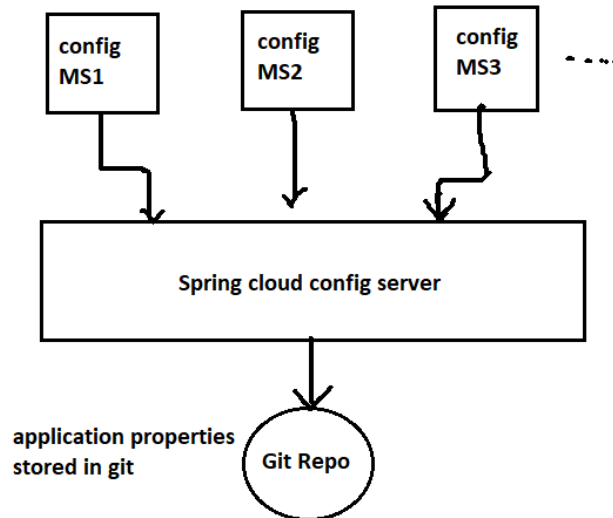 config
MS1
config
MS2
config
MS3
Spring cloud config server
application properties
stored in git
Git Repo